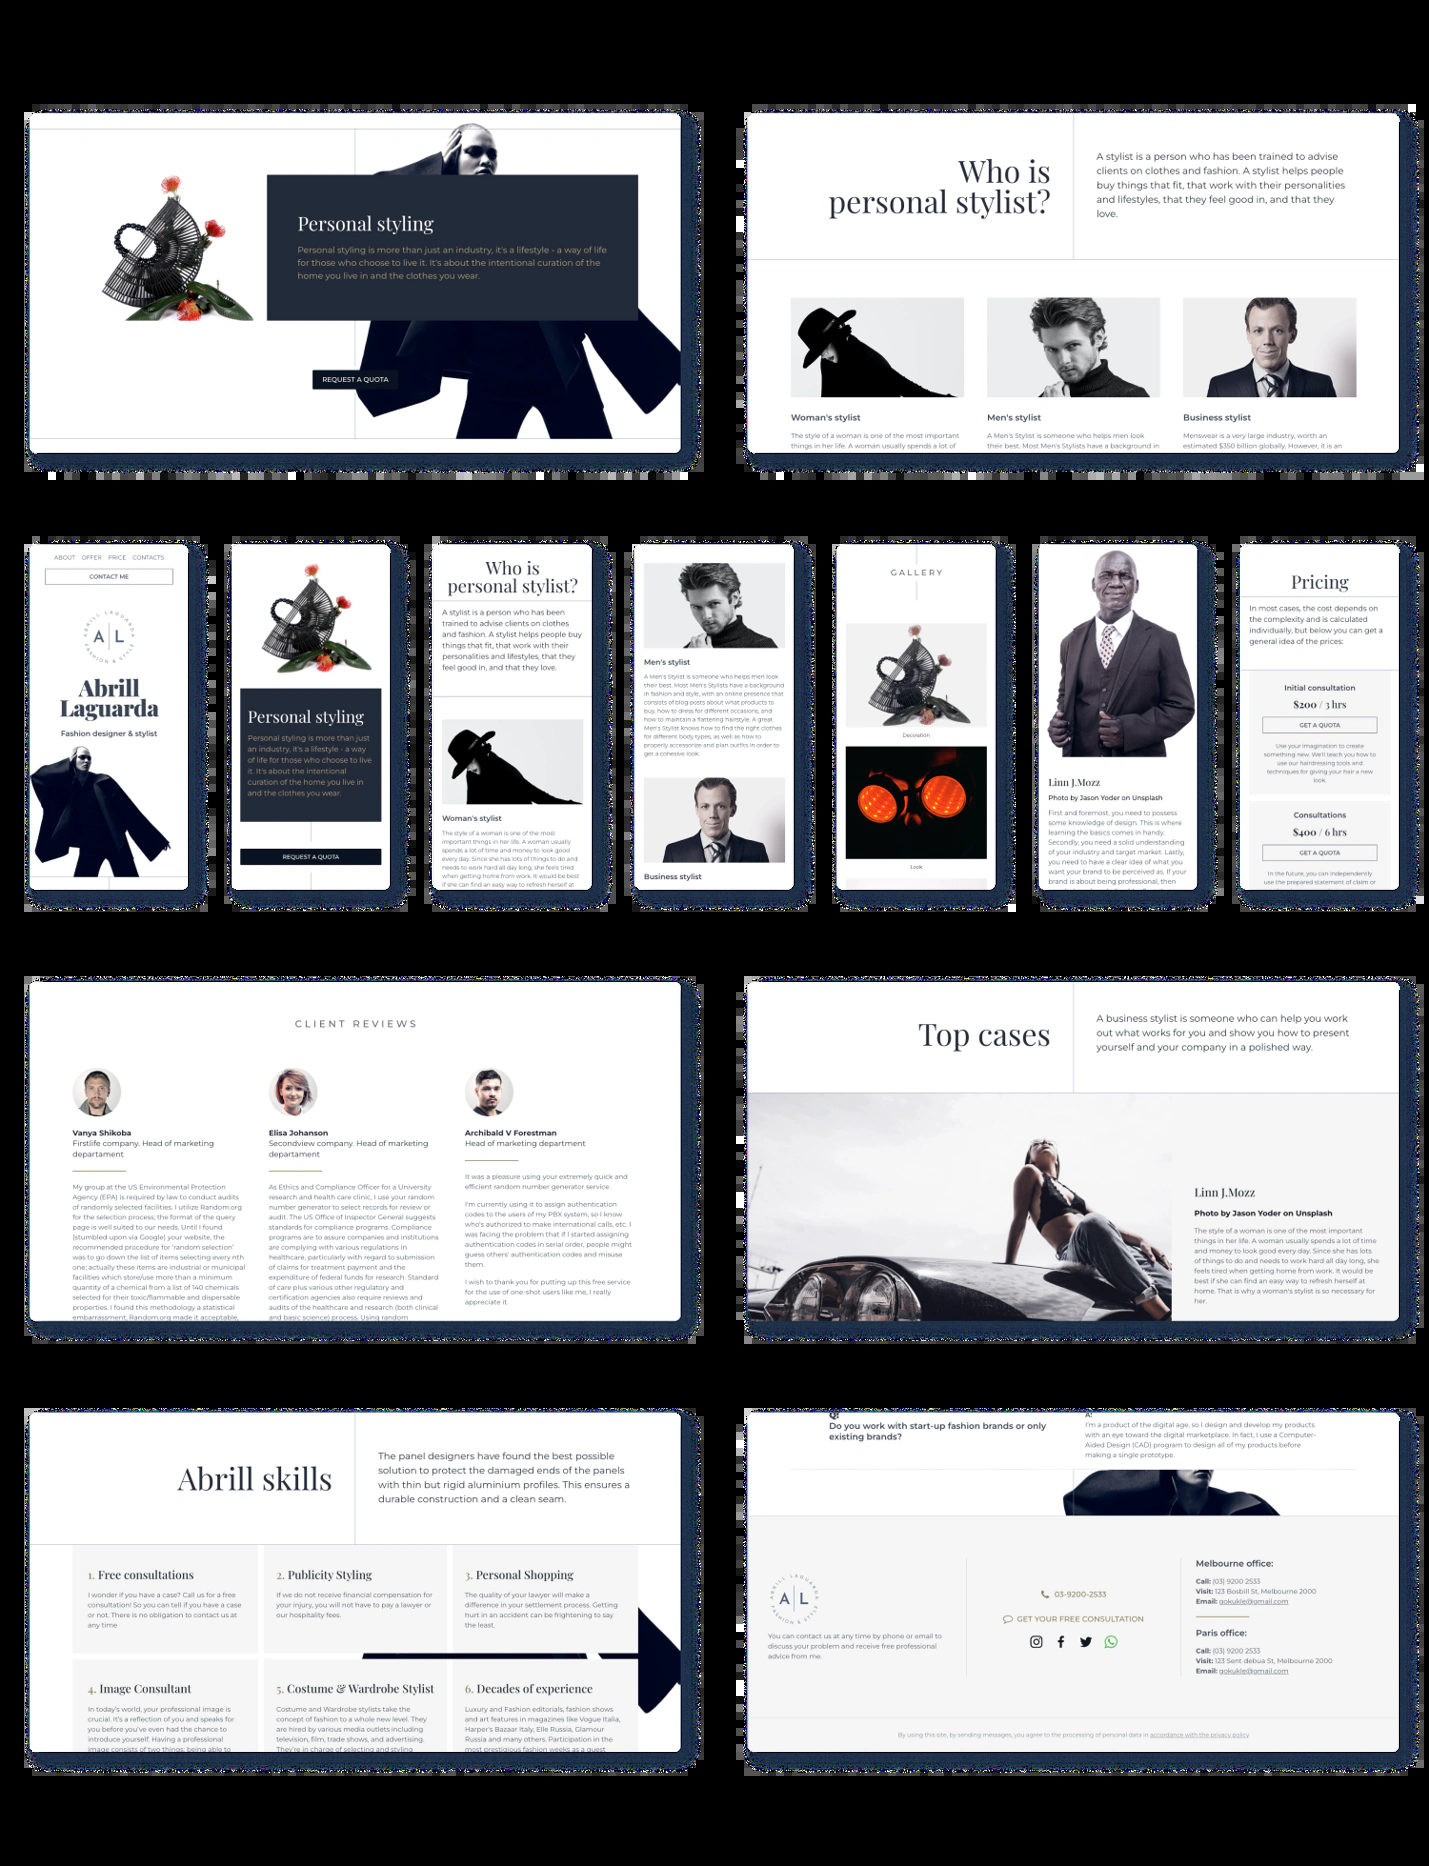 Personal styling
Personal styling is more than just an industry, it's a lifestyle - a way of life
for those who choose to live it. It's about the intentional curation of the
home you live in and the clothes you wear.
REQUEST A QUOTA
Who is
personal stylist?
A stylist is a person who has been trained to advise
clients on clothes and fashion. A stylist helps people
buy things that fit, that work with their personalities
and lifestyles, that they feel good in, and that they
love.
Woman's stylist
The style of a woman is one of the most important
things in her life. A woman usually spends a lot of
Men's stylist
A Men's Stylist is someone who helps men look
their best. Most Men's Stylists have a background in
Business stylist
Menswear is a very large industry, worth an
estimated $350 billion globally. However, it is an
ABOUT OFFER PRICE CONTACTS
CONTACT ME
ABRILL LAGUARDA
A L
FASHION & STYLE
Abrill
Laguarda
Fashion designer & stylist
Personal styling
Personal styling is more than just
an industry, it's a lifestyle - a way
of life for those who choose to live
it. It's about the intentional
curation of the home you live in
and the clothes you wear.
REQUEST A QUOTA
Who is
personal stylist?
A stylist is a person who has been
trained to advise clients on clothes
and fashion. A stylist helps people buy
things that fit, that work with their
personalities and lifestyles, that they
feel good in, and that they love.
Woman's stylist
The style of a woman is one of the most
important things in her life. A woman usually
spends a lot of time and money to look good
every day. Since she has lots of things to do and
needs to work hard all day long, she feels tired
when getting home from work. It would be best
if she can find an easy way to refresh herself at
Men's stylist
A Men's Stylist is someone who helps men look
their best. Most Men's Stylists have a background
in fashion and style, with an online presence that
consists of blog posts about what products to
buy, how to dress for different occasions, and
how to maintain a flattering hairstyle. A great
Men's Stylist knows how to find the right clothes
for different body types, as well as how to
properly accessorize and plan outfits in order to
get a cohesive look.
Business stylist
GALLERY
Decoration
Look
Linn J.Mozz
Photo by Jason Yoder on Unsplash
First and foremost, you need to possess
some knowledge of design. This is where
learning the basics comes in handy.
Secondly, you need a solid understanding
of your industry and target market. Lastly,
you need to have a clear idea of what you
want your brand to be perceived as. If your
brand is about being professional, then
Pricing
In most cases, the cost depends on
the complexity and is calculated
individually, but below you can get a
general idea of the prices:
Initial consultation
$200 / 3 hrs
GET A QUOTA
Use your imagination to create
something new. We'll teach you how to
use our hairdressing tools and
techniques for giving your hair a new
look.
Consultations
$400 / 6 hrs
GET A QUOTA
In the future, you can independently
use the prepared statement of claim or
CLIENT REVIEWS
Vanya Shikoba
Firstlife company. Head of marketing
departament
My group at the US Environmental Protection
Agency (EPA) is required by law to conduct audits
of randomly selected facilities. I utilize Random.org
for the selection process; the format of the query
page is well suited to our needs. Until I found
(stumbled upon via Google) your website, the
recommended procedure for 'random selection'
was to go down the list of items selecting every nth
one; actually these items are industrial or municipal
facilities which store/use more than a minimum
quantity of a chemical from a list of 140 chemicals
selected for their toxic/flammable and dispersable
properties. I found this methodology a statistical
embarrassment; Random.org made it acceptable,
Elisa Johanson
Secondview company. Head of marketing
departament
As Ethics and Compliance Officer for a University
research and health care clinic, I use your random
number generator to select records for review or
audit. The US Office of Inspector General suggests
standards for compliance programs. Compliance
programs are to assure companies and institutions
are complying with various regulations in
healthcare, particularly with regard to submission
of claims for treatment payment and the
expenditure of federal funds for research. Standard
of care plus various other regulatory and
certification agencies also require reviews and
audits of the healthcare and research (both clinical
and basic science) process. Using random
Archibald V Forestman
Head of marketing department
It was a pleasure using your extremely quick and
efficient random number generator service.
I'm currently using it to assign authentication
codes to the users of my PBX system, so I know
who's authorized to make international calls, etc. I
was facing the problem that if I started assigning
authentication codes in serial order, people might
guess others' authentication codes and misuse
them.
I wish to thank you for putting up this free service
for the use of one-shot users like me, I really
appreciate it.
Top cases
A business stylist is someone who can help you work
out what works for you and show you how to present
yourself and your company in a polished way.
Linn J.Mozz
Photo by Jason Yoder on Unsplash
The style of a woman is one of the most important
things in her life. A woman usually spends a lot of time
and money to look good every day. Since she has lots
of things to do and needs to work hard all day long, she
feels tired when getting home from work. It would be
best if she can find an easy way to refresh herself at
home. That is why a woman's stylist is so necessary for
her.
Abrill skills
The panel designers have found the best possible
solution to protect the damaged ends of the panels
with thin but rigid aluminium profiles. This ensures a
durable construction and a clean seam.
1. Free consultations
I wonder if you have a case? Call us for a free
consultation! So you can tell if you have a case
or not. There is no obligation to contact us at
any time
2. Publicity Styling
If we do not receive financial compensation for
your injury, you will not have to pay a lawyer or
our hospitality fees.
3. Personal Shopping
The quality of your lawyer will make a
difference in your settlement process. Getting
hurt in an accident can be frightening to say
the least.
4. Image Consultant
In today's world, your professional image is
crucial. It's a reflection of you and speaks for
you before you've even had the chance to
introduce yourself. Having a professional
image consists of two things: being able to
5. Costume & Wardrobe Stylist
Costume and Wardrobe stylists take the
concept of fashion to a whole new level. They
are hired by various media outlets including
television, film, trade shows, and advertising.
They're in charge of selecting and styling
6. Decades of experience
Luxury and Fashion editorials, fashion shows
and art features in magazines like Vogue Italia,
Harper's Bazaar Italy, Elle Russia, Glamour
Russia and many others. Participation in the
most prestigious fashion weeks as a guest
Q:
Do you work with start-up fashion brands or only
existing brands?
A:
I'm a product of the digital age, so I design and develop my products
with an eye toward the digital marketplace. In fact, I use a Computer-
Aided Design (CAD) program to design all of my products before
making a single prototype.
ABRILL LAGUARDA
A L
FASHION & STYLE
You can contact us at any time by phone or email to
discuss your problem and receive free professional
advice from me.
03-9200-2533
GET YOUR FREE CONSULTATION
Melbourne office:
Call: (03) 9200 2533
Visit: 123 Bosbill St, Melbourne 2000
Email: gokukle@gmail.com
Paris office:
Call: (03) 9200 2533
Visit: 123 Sent debua St, Melbourne 2000
Email: gokukle@gmail.com
By using this site, by sending messages, you agree to the processing of personal data in accordance with the privacy policy